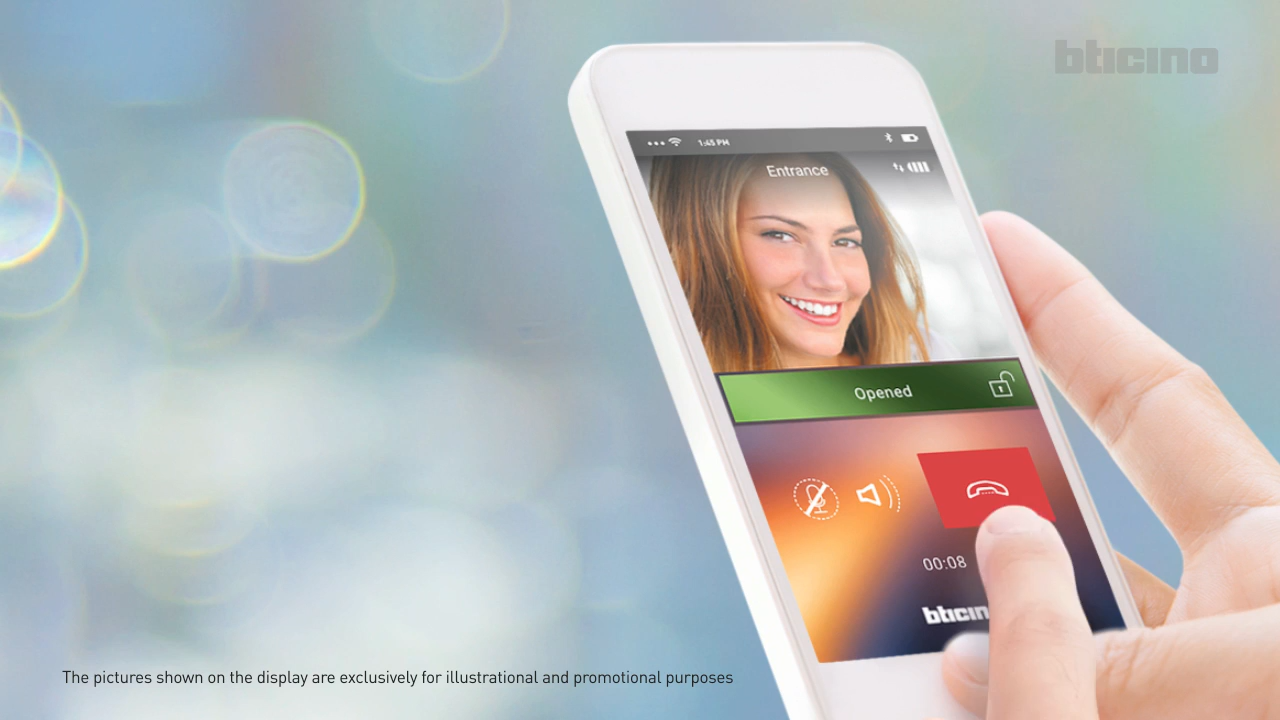 bticino
1:45 PM
Entrance
Opened
00:08
bticin
The pictures shown on the display are exclusively for illustrational and promotional purposes